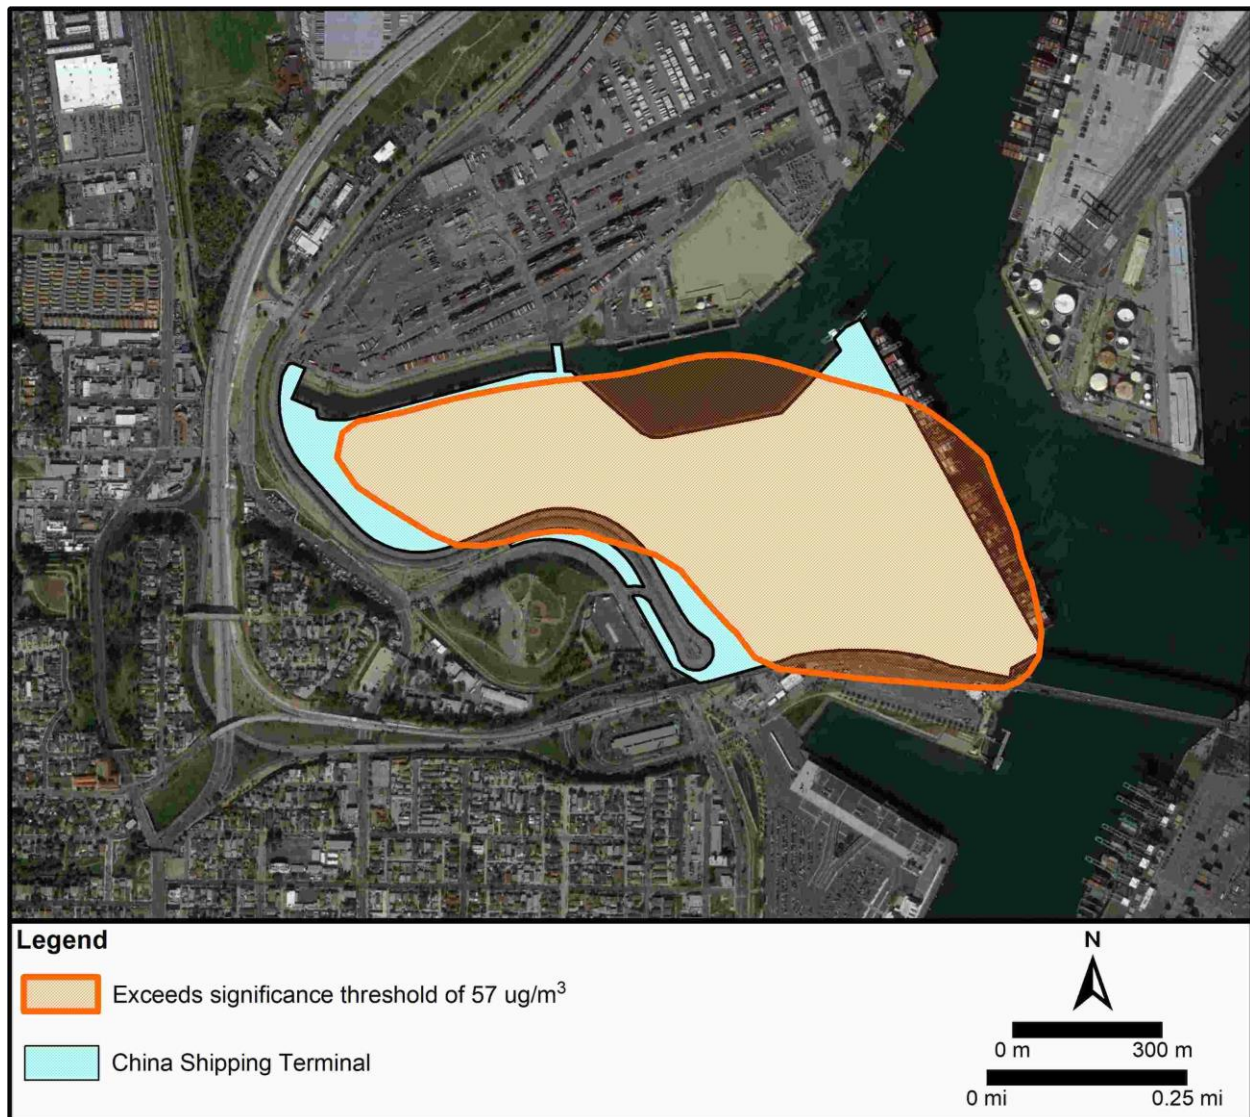 Legend
Exceeds significance threshold of 57 ug/m³
China Shipping Terminal
N
0 m 300 m
0 mi 0.25 mi